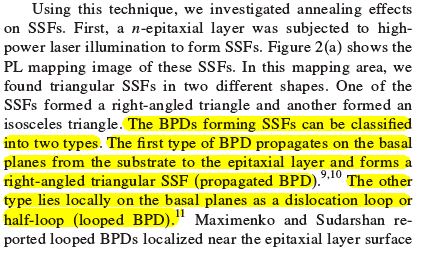 Using this technique, we investigated annealing effects
on SSFs. First, a n-epitaxial layer was subjected to high-
power laser illumination to form SSFs. Figure 2(a) shows the
PL mapping image of these SSFs. In this mapping area, we
found triangular SSFs in two different shapes. One of the
SSFs formed a right-angled triangle and another formed an
isosceles triangle. The BPDs forming SSFs can be classified
into two types. The first type of BPD propagates on the basal
planes from the substrate to the epitaxial layer and forms a
right-angled triangular SSF (propagated BPD).9,10 The other
type lies locally on the basal planes as a dislocation loop or
half-loop (looped BPD).11 Maximenko and Sudarshan re-
ported looped BPDs localized near the epitaxial layer surface